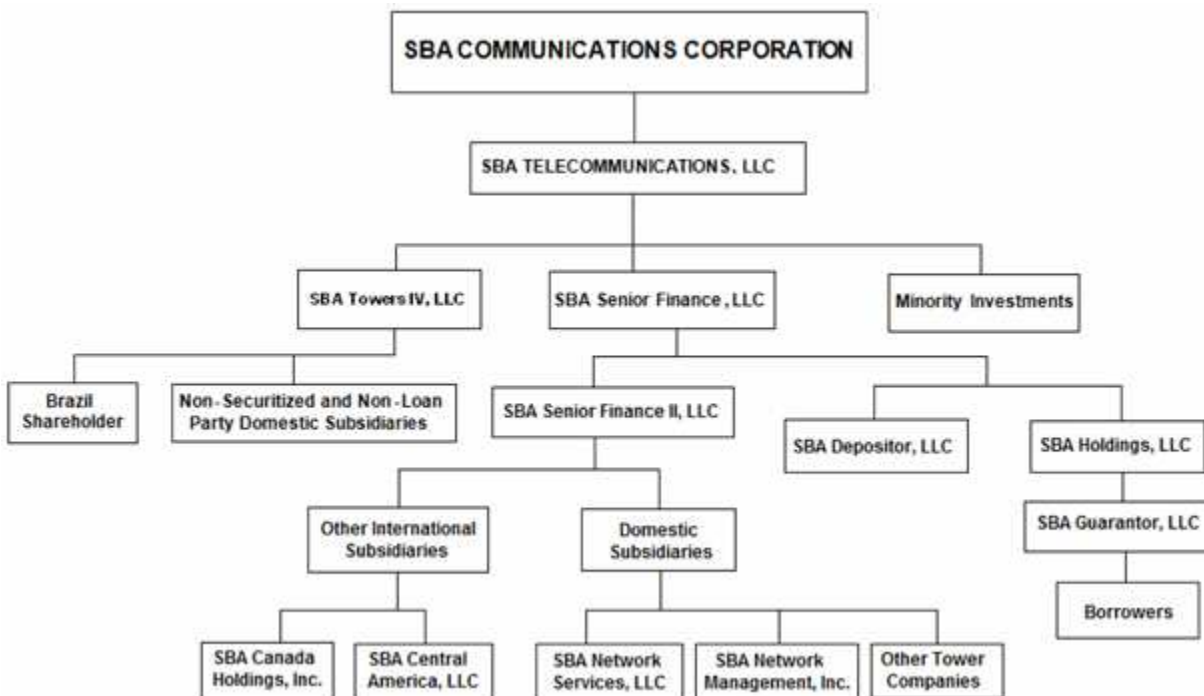 SBA COMMUNICATIONS CORPORATION
SBA TELECOMMUNICATIONS, LLC
SBA Towers IV, LLC
SBA Senior Finance, LLC
Minority Investments
Brazil
Shareholder
Non-Securitized and Non-Loan
Party Domestic Subsidiaries
SBA Senior Finance II, LLC
SBA Depositor, LLC
SBA Holdings, LLC
Other International
Subsidiaries
Domestic
Subsidiaries
SBA Guarantor, LLC
Borrowers
SBA Canada
Holdings, Inc.
SBA Central
America, LLC
SBA Network
Services, LLC
SBA Network
Management, Inc.
Other Tower
Companies